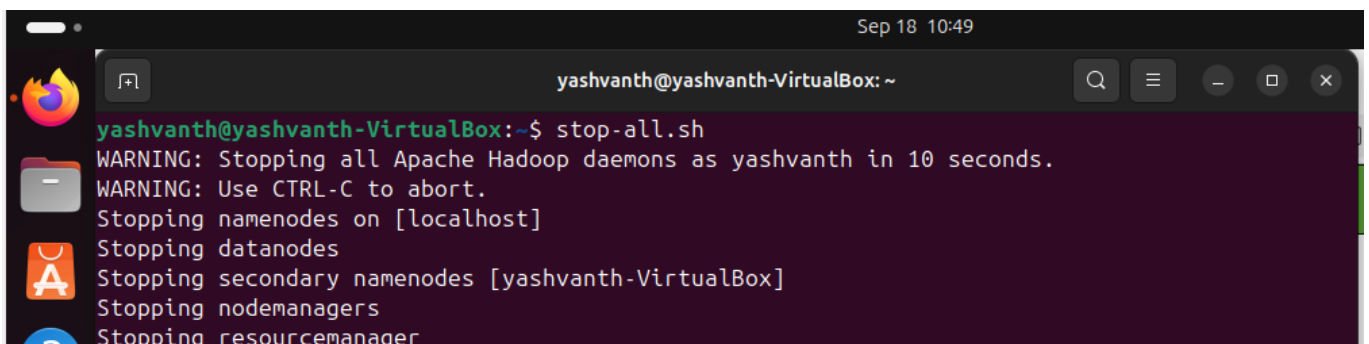 Sep 18 10:49
yashvanth@yashvanth-VirtualBox: ~
yashvanth@yashvanth-VirtualBox:~$ stop-all.sh
WARNING: Stopping all Apache Hadoop daemons as yashvanth in 10 seconds.
WARNING: Use CTRL-C to abort.
Stopping namenodes on [localhost]
Stopping datanodes
Stopping secondary namenodes [yashvanth-VirtualBox]
Stopping nodemanagers
Stopping resourcemanager